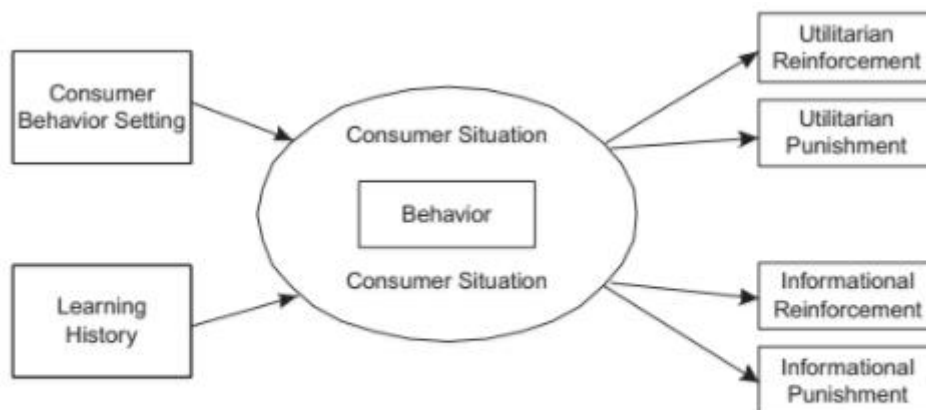 Consumer
Behavior Setting
Learning
History
Consumer Situation
Behavior
Consumer Situation
Utilitarian
Reinforcement
Utilitarian
Punishment
Informational
Reinforcement
Informational
Punishment